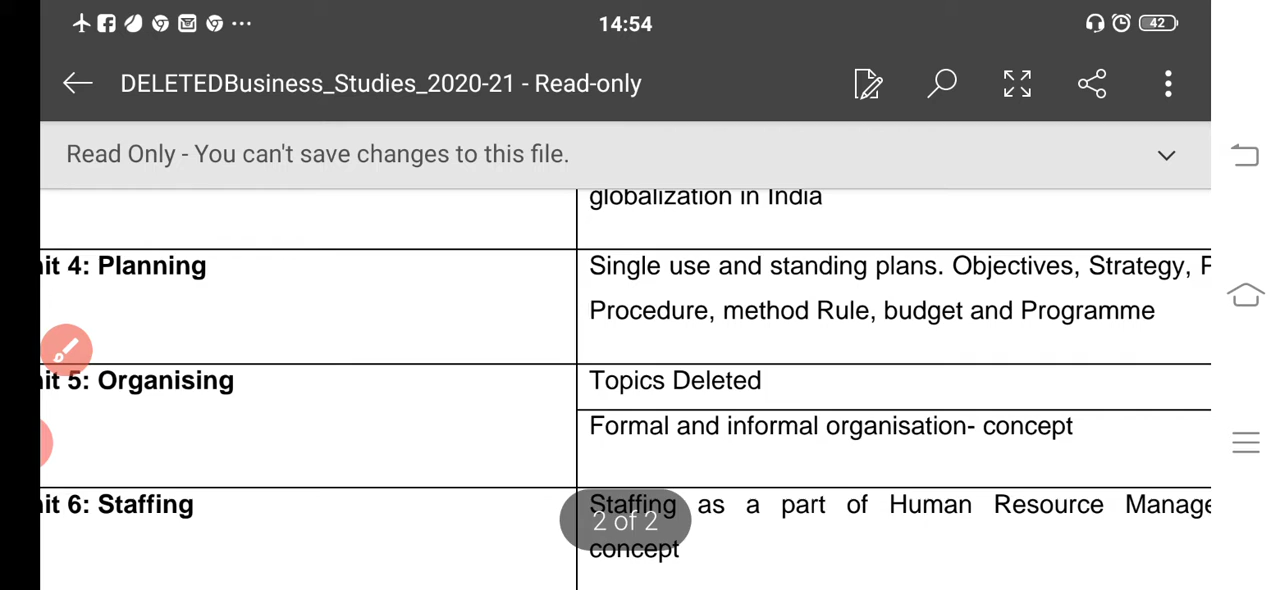 14:54
42
DELETEDBusiness_Studies_2020-21 - Read-only
Read Only - You can't save changes to this file.
globalization in India
it 4: Planning
Single use and standing plans. Objectives, Strategy,
Procedure, method Rule, budget and Programme
it 5: Organising
Topics Deleted
Formal and informal organisation- concept
it 6: Staffing
Staffing as a part of Human Resource Manage
concept
2 of 2